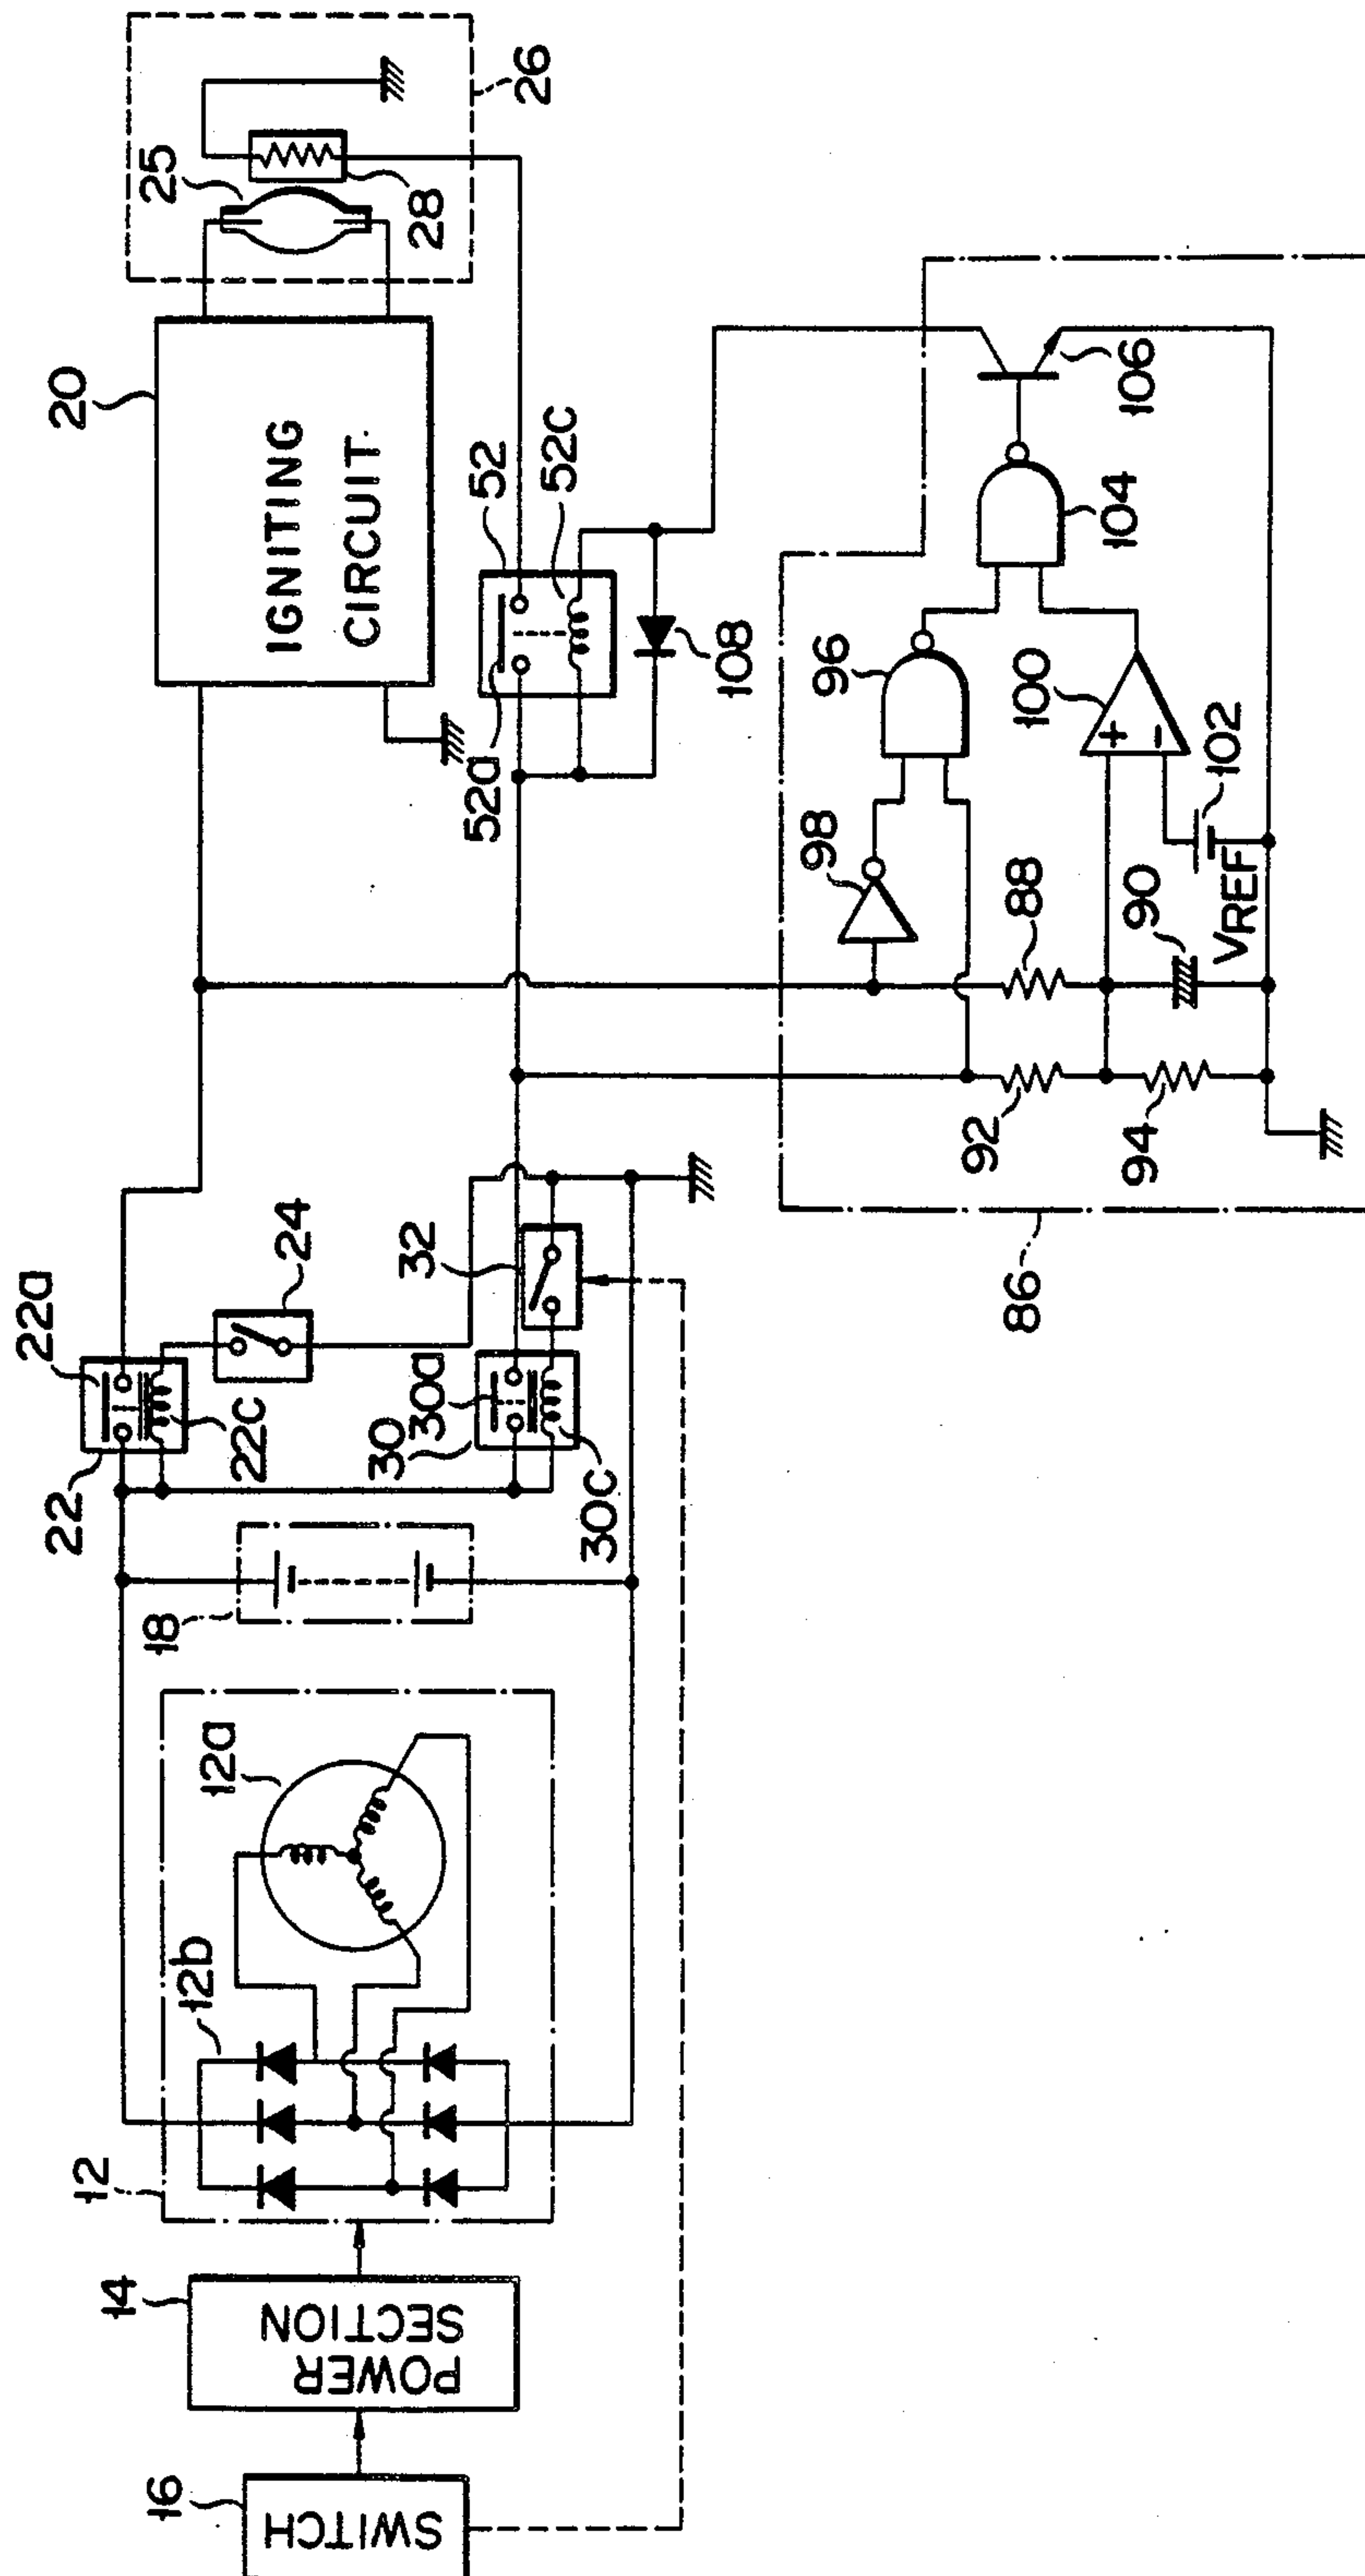 16
SWITCH
14
POWER
SECTION
12
12b
12a
18
22
22a
22C
24
30
30a
30C
32
20
IGNITING
CIRCUIT.
25
28
26
52
52a
52C
108
86
92
94
88
90
98
96
100
+
−
102
VREF
104
106